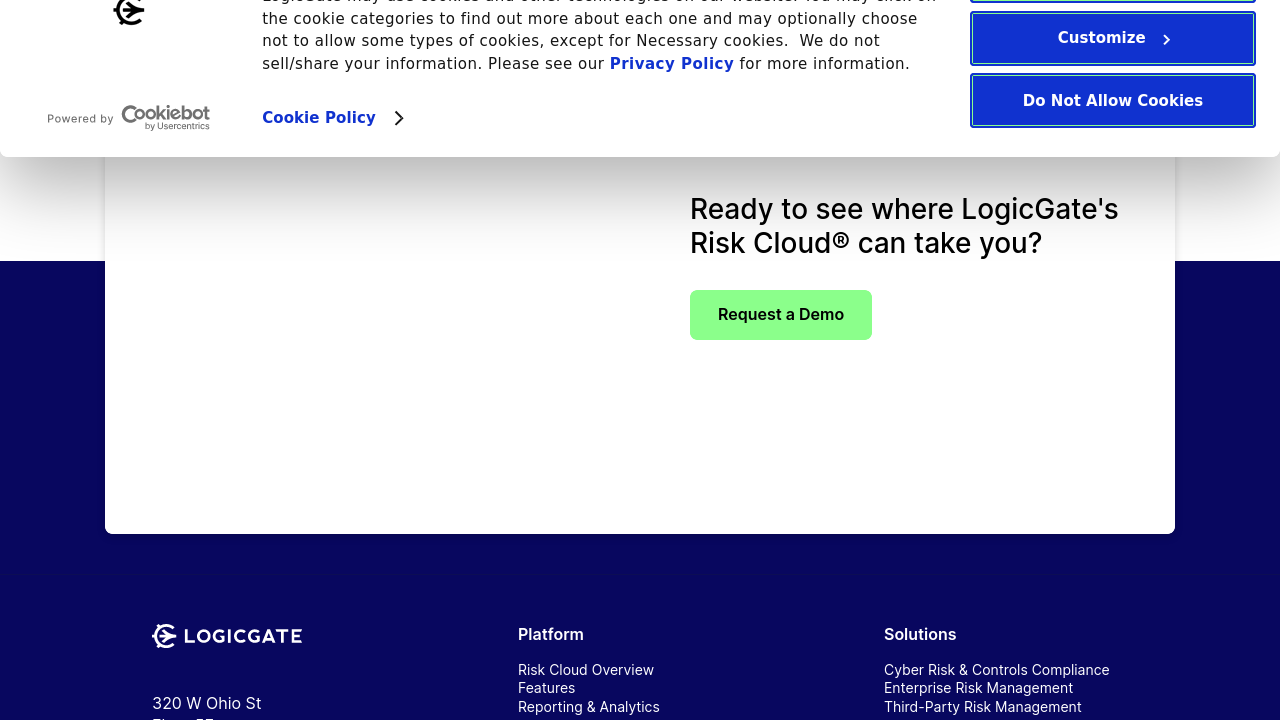 the cookie categories to find out more about each one and may optionally choose
not to allow some types of cookies, except for Necessary cookies.  We do not
sell/share your information. Please see our Privacy Policy for more information.
Customize
Do Not Allow Cookies
Powered by Cookiebot
by Usercentrics
Cookie Policy
Ready to see where LogicGate's
Risk Cloud® can take you?
Request a Demo
LOGICGATE
320 W Ohio St
Platform
Risk Cloud Overview
Features
Reporting & Analytics
Solutions
Cyber Risk & Controls Compliance
Enterprise Risk Management
Third-Party Risk Management